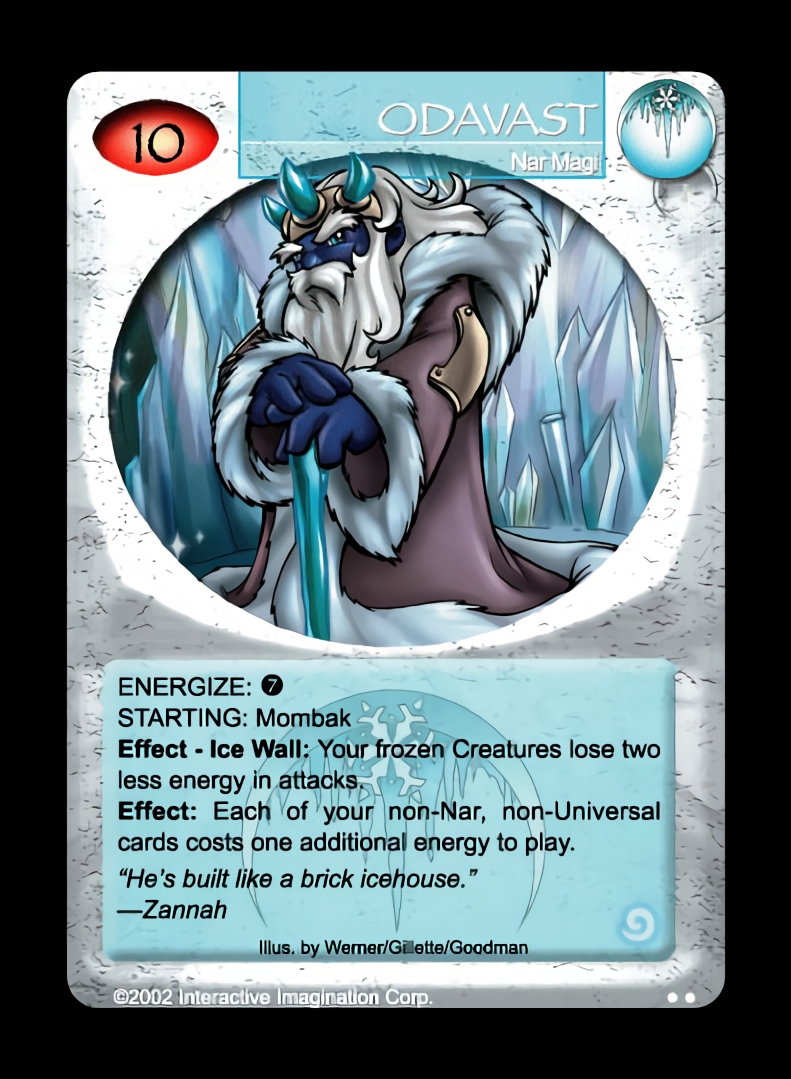 10
ODAVAST
Nar Magi
ENERGIZE: 7
STARTING: Mombak
Effect - Ice Wall: Your frozen Creatures lose two
less energy in attacks.
Effect: Each of your non-Nar, non-Universal
cards costs one additional energy to play.
“He’s built like a brick icehouse.”
—Zannah
Illus. by Werner/Gillette/Goodman
©2002 Interactive Imagination Corp.